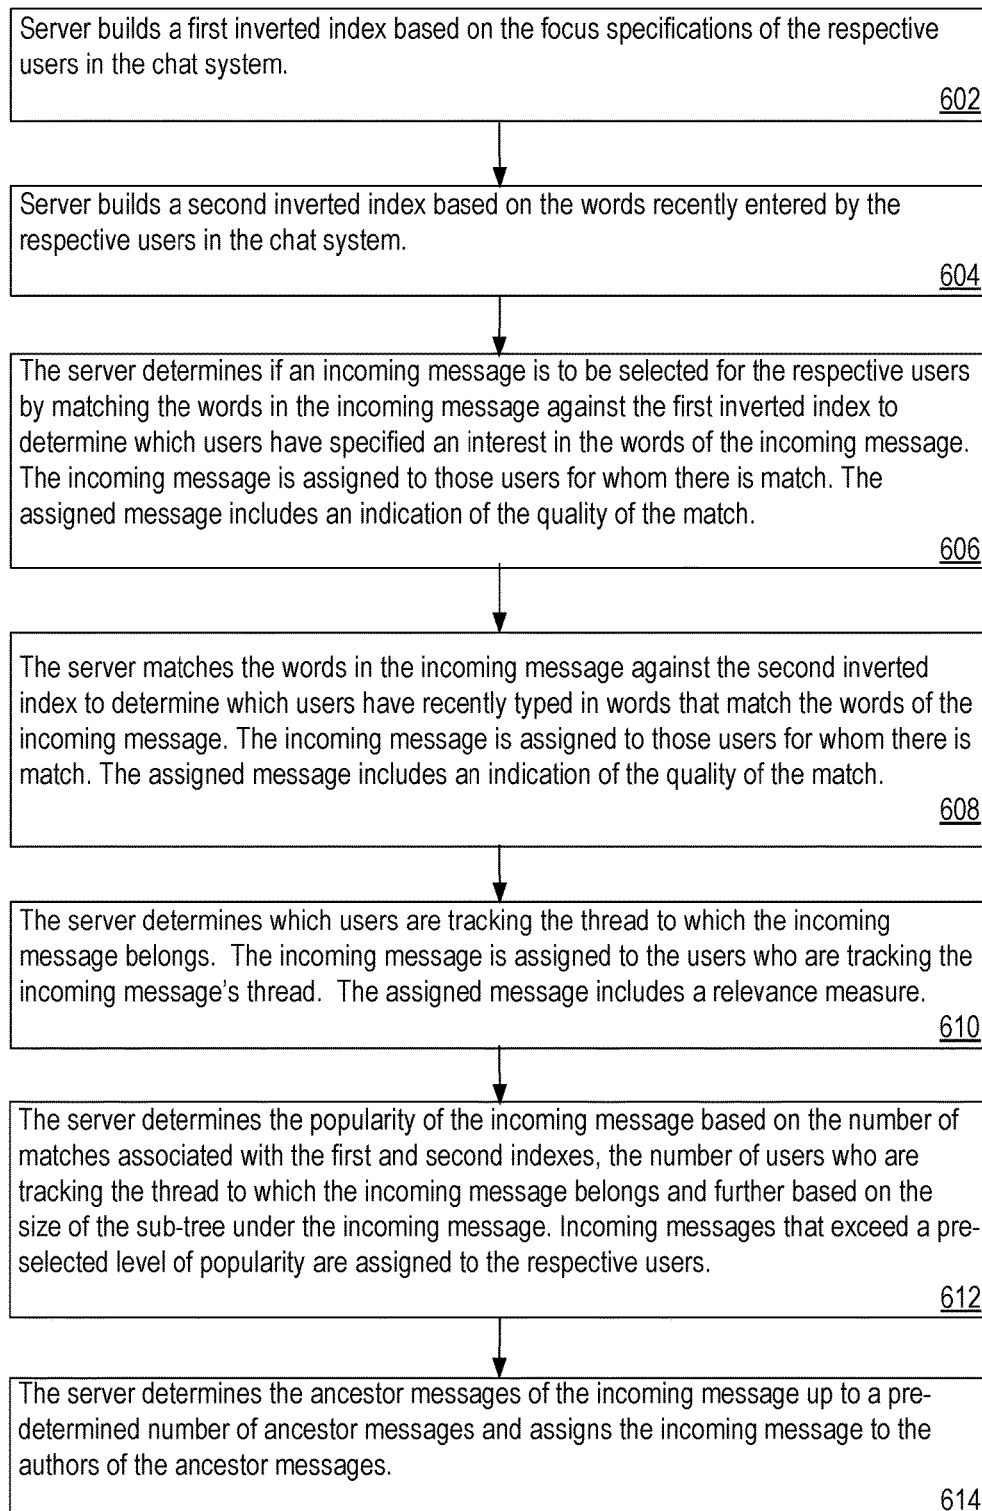 Server builds a first inverted index based on the focus specifications of the respective
users in the chat system.
602
Server builds a second inverted index based on the words recently entered by the
respective users in the chat system.
604
The server determines if an incoming message is to be selected for the respective users
by matching the words in the incoming message against the first inverted index to
determine which users have specified an interest in the words of the incoming message.
The incoming message is assigned to those users for whom there is match. The
assigned message includes an indication of the quality of the match.
606
The server matches the words in the incoming message against the second inverted
index to determine which users have recently typed in words that match the words of the
incoming message. The incoming message is assigned to those users for whom there is
match. The assigned message includes an indication of the quality of the match.
608
The server determines which users are tracking the thread to which the incoming
message belongs.  The incoming message is assigned to the users who are tracking the
incoming message's thread.  The assigned message includes a relevance measure.
610
The server determines the popularity of the incoming message based on the number of
matches associated with the first and second indexes, the number of users who are
tracking the thread to which the incoming message belongs and further based on the
size of the sub-tree under the incoming message. Incoming messages that exceed a pre-
selected level of popularity are assigned to the respective users.
612
The server determines the ancestor messages of the incoming message up to a pre-
determined number of ancestor messages and assigns the incoming message to the
authors of the ancestor messages.
614